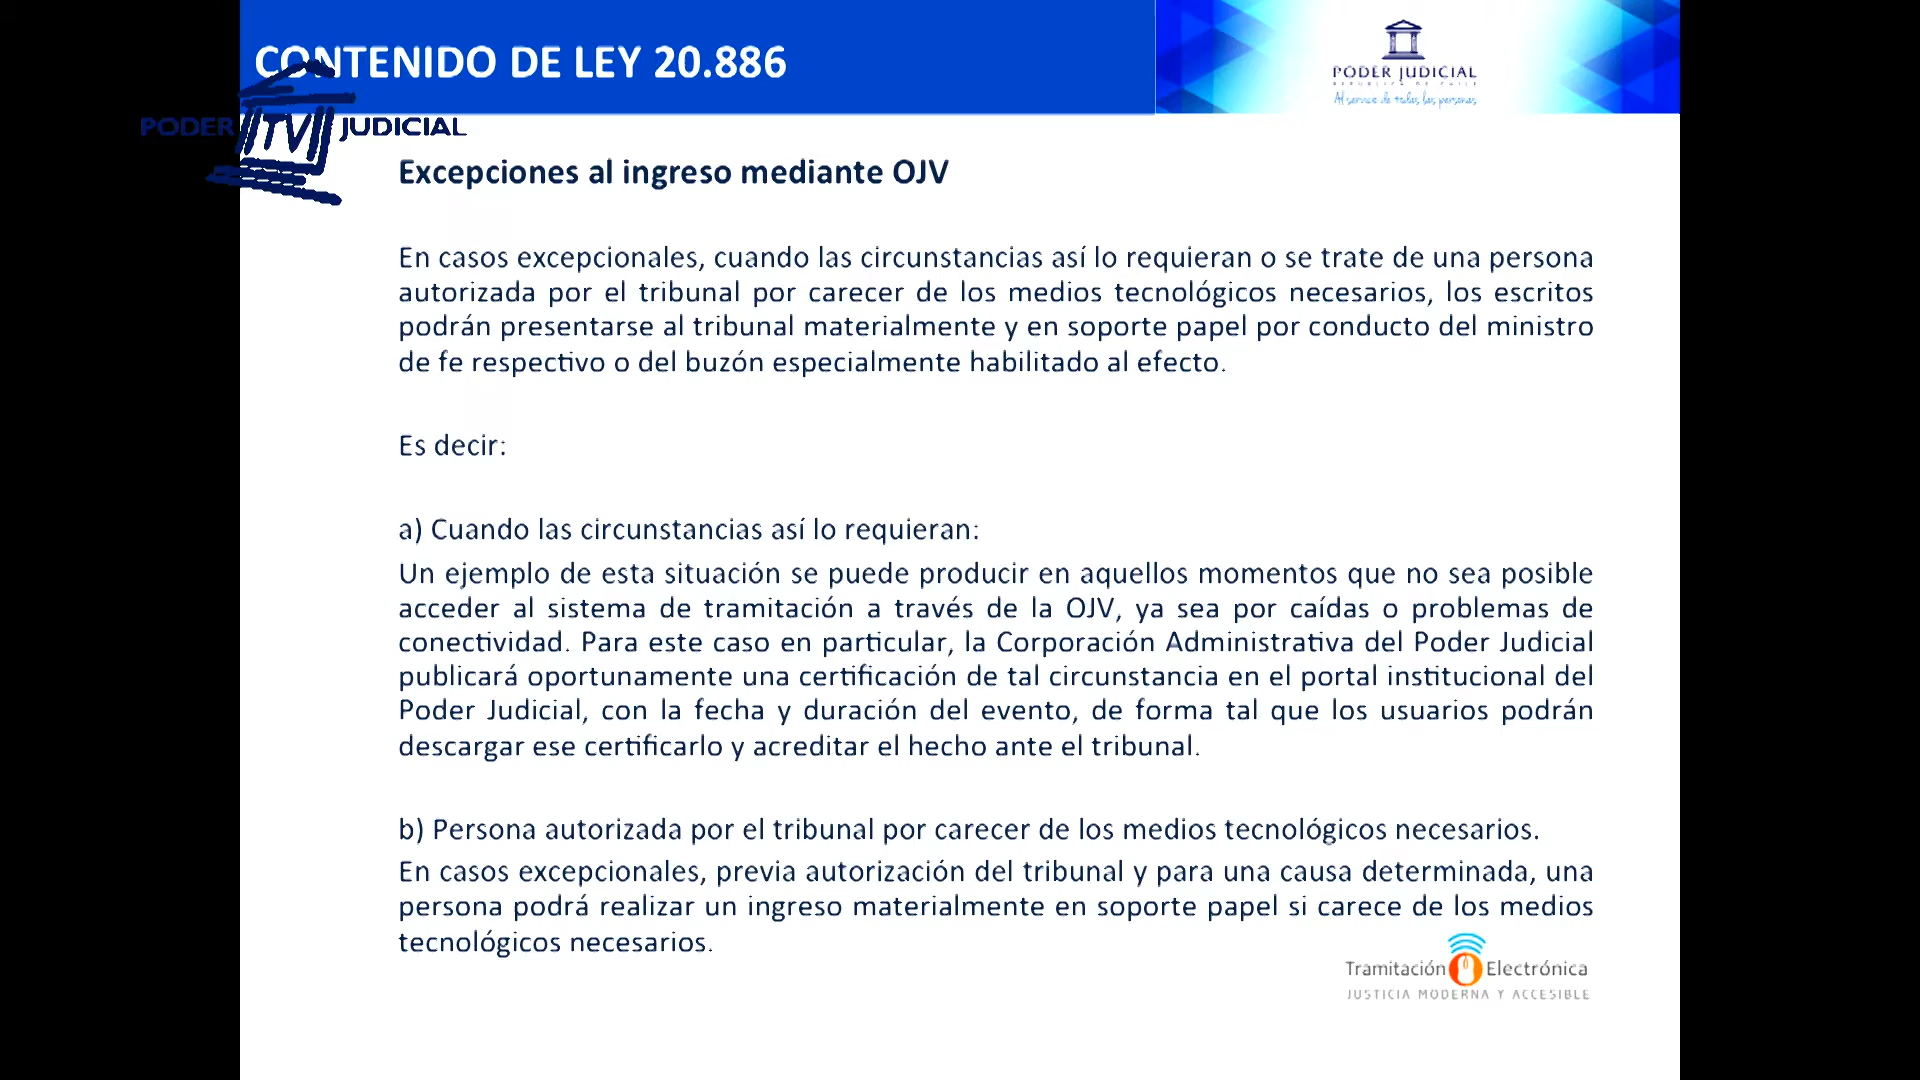 CONTENIDO DE LEY 20.886
PODER JUDICIAL
REPUBLICA DE CHILE
Al servicio de todas las personas
PODER TV JUDICIAL
Excepciones al ingreso mediante OJV
En casos excepcionales, cuando las circunstancias así lo requieran o se trate de una persona
autorizada por el tribunal por carecer de los medios tecnológicos necesarios, los escritos
podrán presentarse al tribunal materialmente y en soporte papel por conducto del ministro
de fe respectivo o del buzón especialmente habilitado al efecto.
Es decir:
a) Cuando las circunstancias así lo requieran:
Un ejemplo de esta situación se puede producir en aquellos momentos que no sea posible
acceder al sistema de tramitación a través de la OJV, ya sea por caídas o problemas de
conectividad. Para este caso en particular, la Corporación Administrativa del Poder Judicial
publicará oportunamente una certificación de tal circunstancia en el portal institucional del
Poder Judicial, con la fecha y duración del evento, de forma tal que los usuarios podrán
descargar ese certificarlo y acreditar el hecho ante el tribunal.
b) Persona autorizada por el tribunal por carecer de los medios tecnológicos necesarios.
En casos excepcionales, previa autorización del tribunal y para una causa determinada, una
persona podrá realizar un ingreso materialmente en soporte papel si carece de los medios
tecnológicos necesarios.
Tramitación Electrónica
JUSTICIA MODERNA Y ACCESIBLE